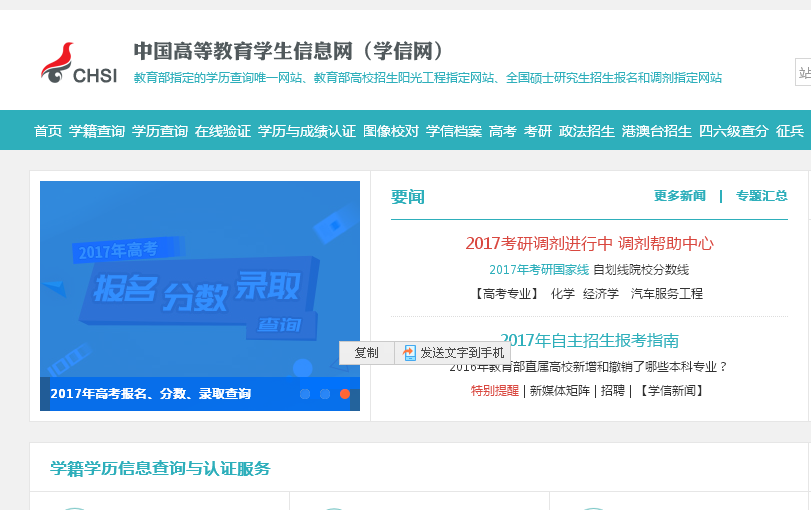 CHSI
中国高等教育学生信息网（学信网）
教育部指定的学历查询唯一网站、教育部高校招生阳光工程指定网站、全国硕士研究生招生报名和调剂指定网站
站
首页 学籍查询 学历查询 在线验证 学历与成绩认证 图像校对 学信档案 高考 考研 政法招生 港澳台招生 四六级查分 征兵
2017年高考
报名 分数 录取
查询
2017年高考报名、分数、录取查询
要闻
更多新闻 | 专题汇总
2017考研调剂进行中 调剂帮助中心
2017年考研国家线 自划线院校分数线
【高考专业】 化学 经济学 汽车服务工程
2017年自主招生报考指南
复制 发送文字到手机
2016年教育部直属高校新增和撤销了哪些本科专业？
特别提醒 | 新媒体矩阵 | 招聘 | 【学信新闻】
学籍学历信息查询与认证服务